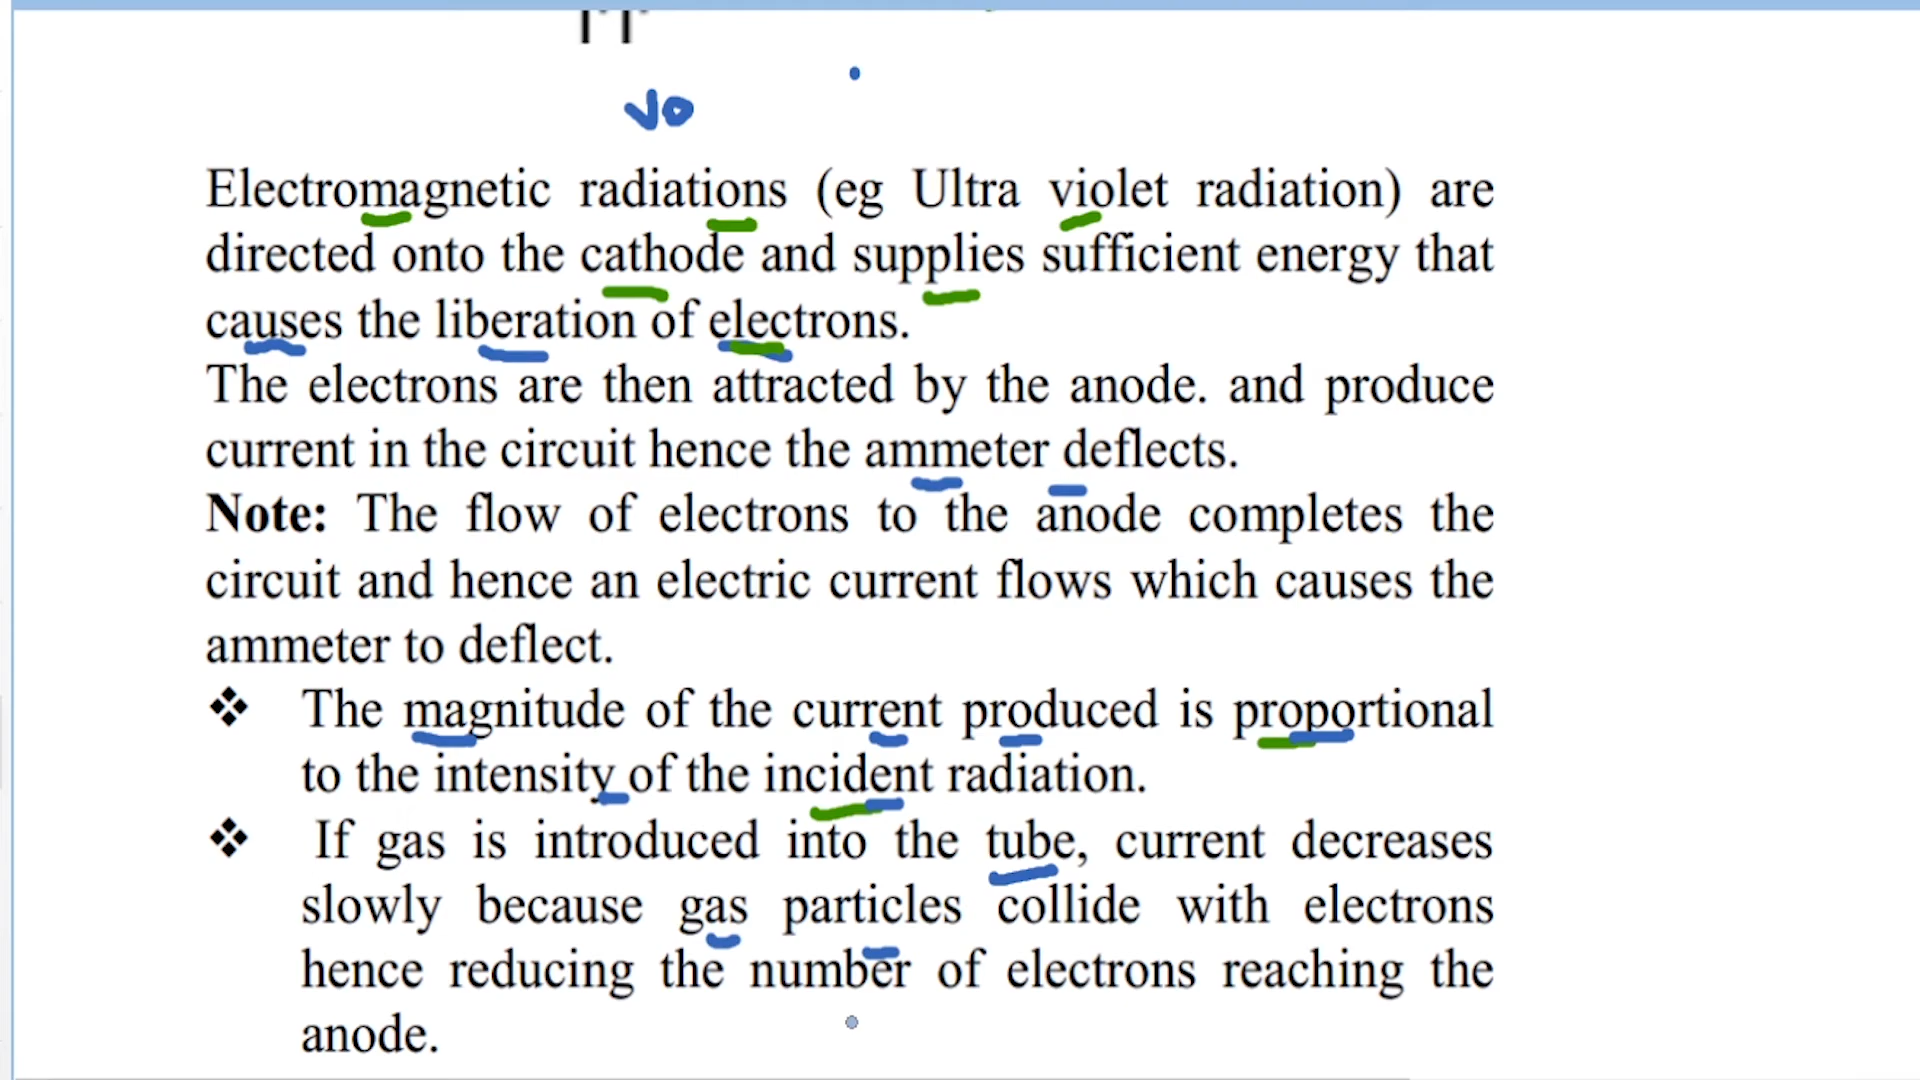 vo
Electromagnetic radiations (eg Ultra violet radiation) are
directed onto the cathode and supplies sufficient energy that
causes the liberation of electrons.
The electrons are then attracted by the anode. and produce
current in the circuit hence the ammeter deflects.
Note: The flow of electrons to the anode completes the
circuit and hence an electric current flows which causes the
ammeter to deflect.
❖ The magnitude of the current produced is proportional
to the intensity of the incident radiation.
❖ If gas is introduced into the tube, current decreases
slowly because gas particles collide with electrons
hence reducing the number of electrons reaching the
anode.